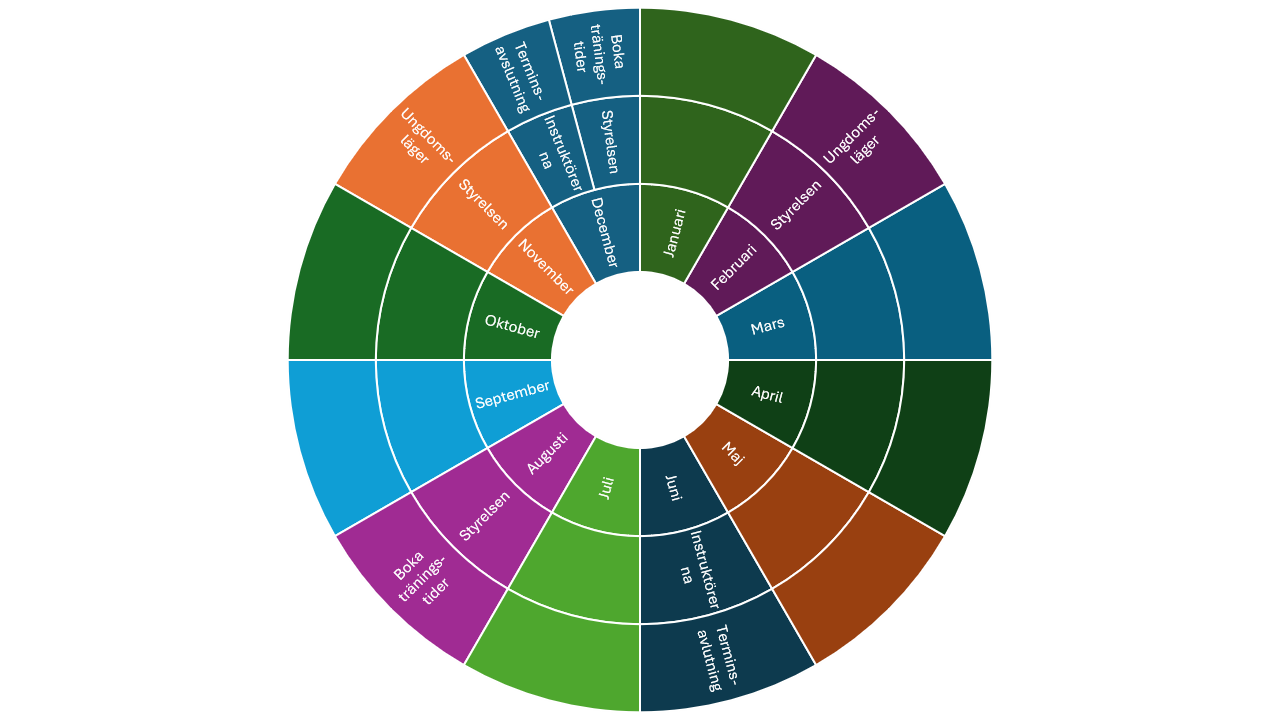 Januari
Februari
Styrelsen
Ungdoms-
läger
Mars
April
Maj
Juni
Instruktörer
na
Termins-
avlutning
Juli
Augusti
Styrelsen
Boka
tränings-
tider
September
Oktober
November
Styrelsen
Ungdoms-
läger
December
Instruktörer
na
Termins-
avslutning
Styrelsen
Boka
tränings-
tider